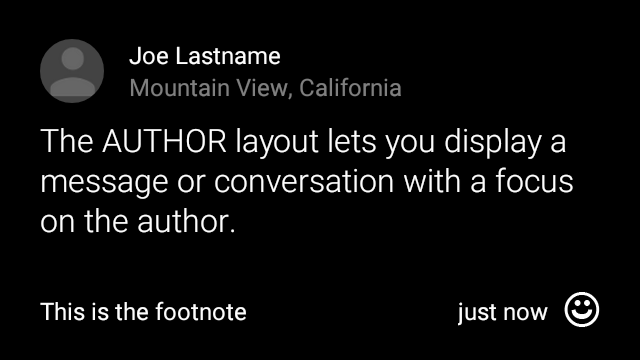 Joe Lastname
Mountain View, California
The AUTHOR layout lets you display a
message or conversation with a focus
on the author.
This is the footnote
just now